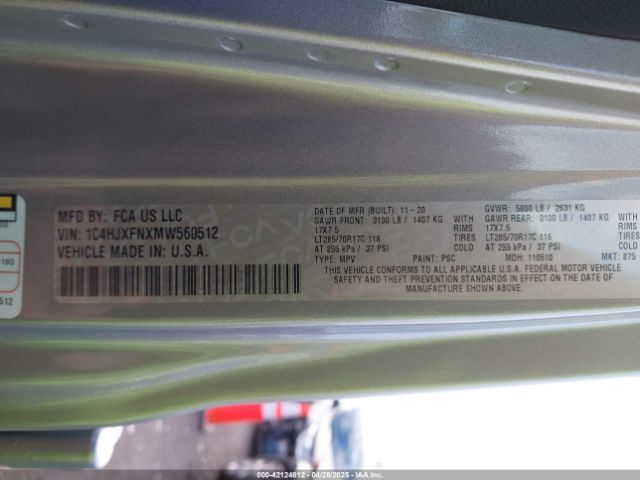 MFD BY: FCA US LLC
VIN: 1C4HJXFNXMW560512
VEHICLE MADE IN: U.S.A.
DATE OF MFR (BUILT): 11-20 GVWR: 5800 LB / 2631 KG
GAWR FRONT: 3100 LB / 1407 KG WITH GAWR REAR: 3100 LB / 1407 KG WITH
17X7.5 RIMS 17X7.5 RIMS
LT285/70R17C 116 TIRES LT285/70R17C 116 TIRES
AT 255 kPa / 37 PSI COLD AT 255 kPa / 37 PSI COLD
TYPE: MPV PAINT: PSC MDH: 110510 MKT: 875
THIS VEHICLE CONFORMS TO ALL APPLICABLE U.S.A. FEDERAL MOTOR VEHICLE
SAFETY AND THEFT PREVENTION STANDARDS IN EFFECT ON THE DATE OF
MANUFACTURE SHOWN ABOVE.
116Q
0512
000-42124812 - 04/28/2025 - IAAI.COM